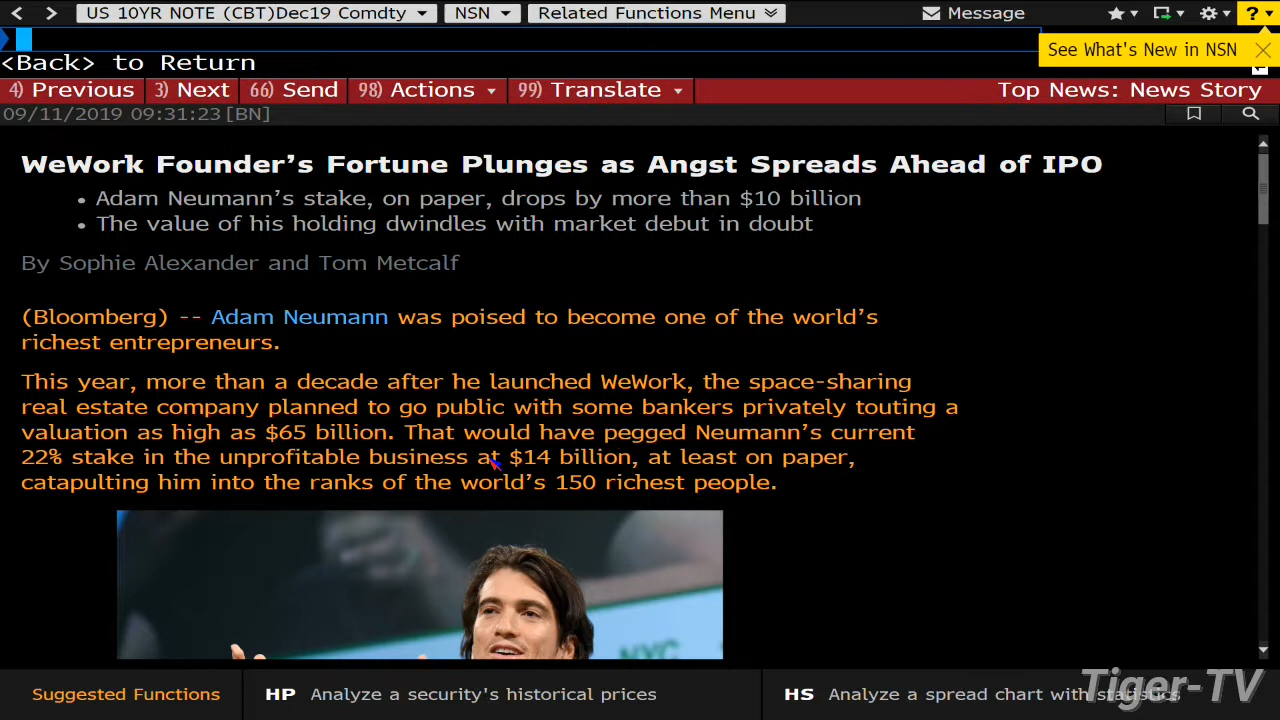 US 10YR NOTE (CBT)Dec19 Comdty NSN Related Functions Menu Message ?
See What's New in NSN
<Back> to Return
4) Previous 3) Next 66) Send 98) Actions 99) Translate Top News: News Story
09/11/2019 09:31:23 [BN]
WeWork Founder's Fortune Plunges as Angst Spreads Ahead of IPO
• Adam Neumann's stake, on paper, drops by more than $10 billion
• The value of his holding dwindles with market debut in doubt
By Sophie Alexander and Tom Metcalf
(Bloomberg) -- Adam Neumann was poised to become one of the world's
richest entrepreneurs.
This year, more than a decade after he launched WeWork, the space-sharing
real estate company planned to go public with some bankers privately touting a
valuation as high as $65 billion. That would have pegged Neumann's current
22% stake in the unprofitable business at $14 billion, at least on paper,
catapulting him into the ranks of the world's 150 richest people.
NYC
Suggested Functions HP Analyze a security's historical prices HS Analyze a spread chart with statistics
Tiger-TV